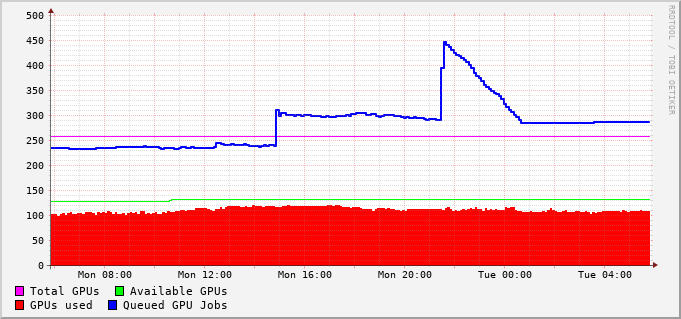 500
450
400
350
300
250
200
150
100
50
0
Mon 08:00 Mon 12:00 Mon 16:00 Mon 20:00 Tue 00:00 Tue 04:00
Total GPUs Available GPUs
GPUs used Queued GPU Jobs
RRDTOOL / TOBI OETIKER